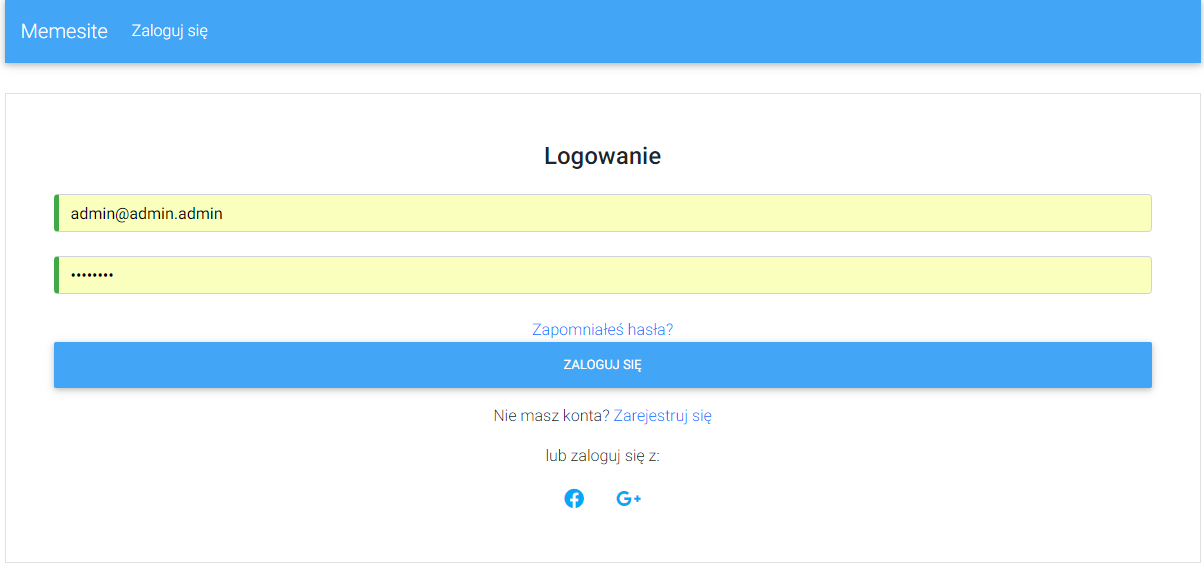 Memesite Zaloguj się
Logowanie
admin@admin.admin
••••••••
Zapomniałeś hasła?
ZALOGUJ SIĘ
Nie masz konta? Zarejestruj się
lub zaloguj się z:
G+